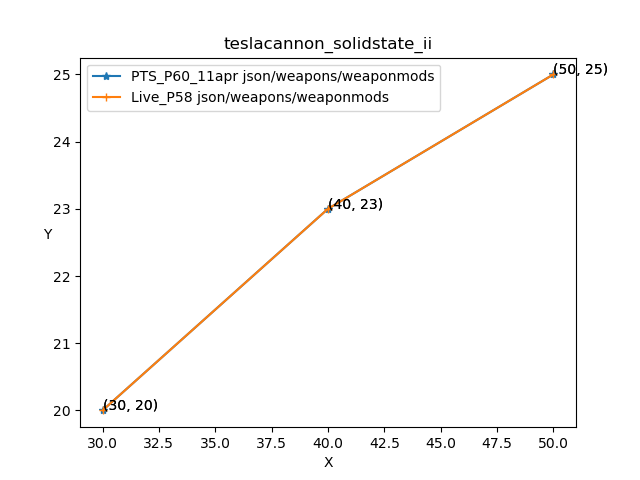 teslacannon_solidstate_ii
PTS_P60_11apr json/weapons/weaponmods
Live_P58 json/weapons/weaponmods
(50, 25)
(40, 23)
(30, 20)
25
24
23
22
21
20
Y
30.0 32.5 35.0 37.5 40.0 42.5 45.0 47.5 50.0
X